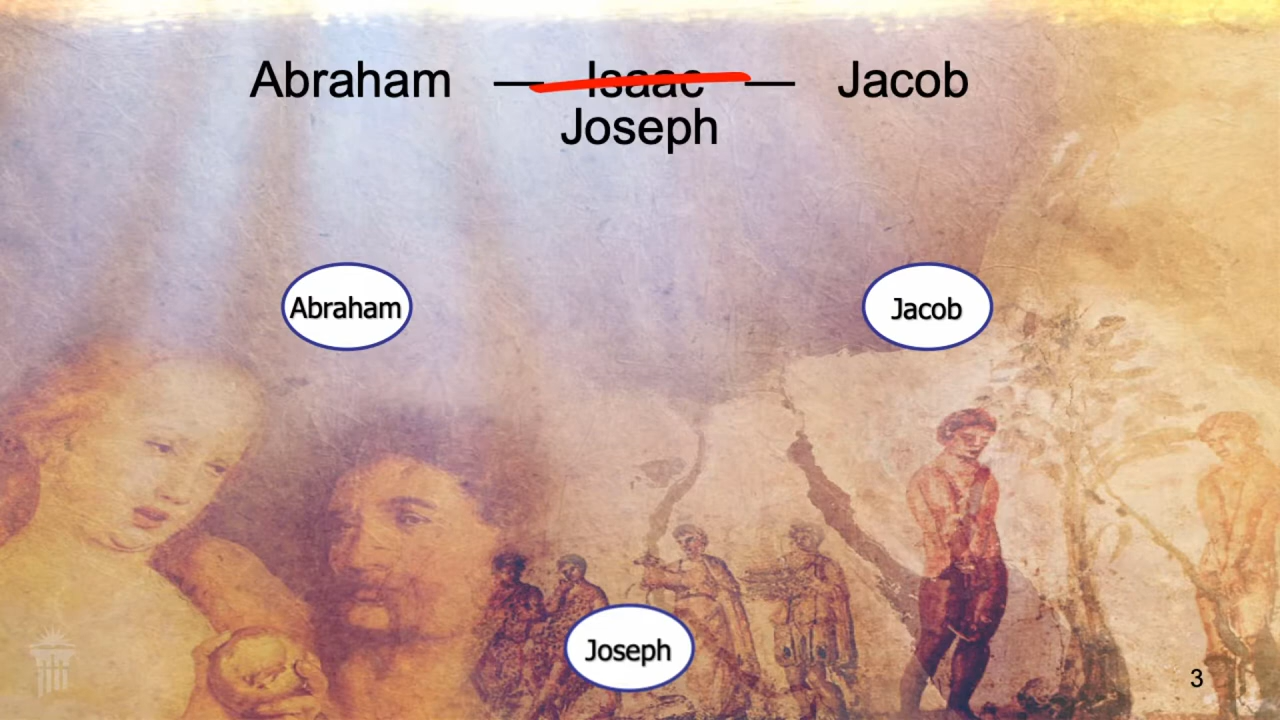 Abraham — Isaac — Jacob
Joseph
Abraham
Jacob
Joseph
3